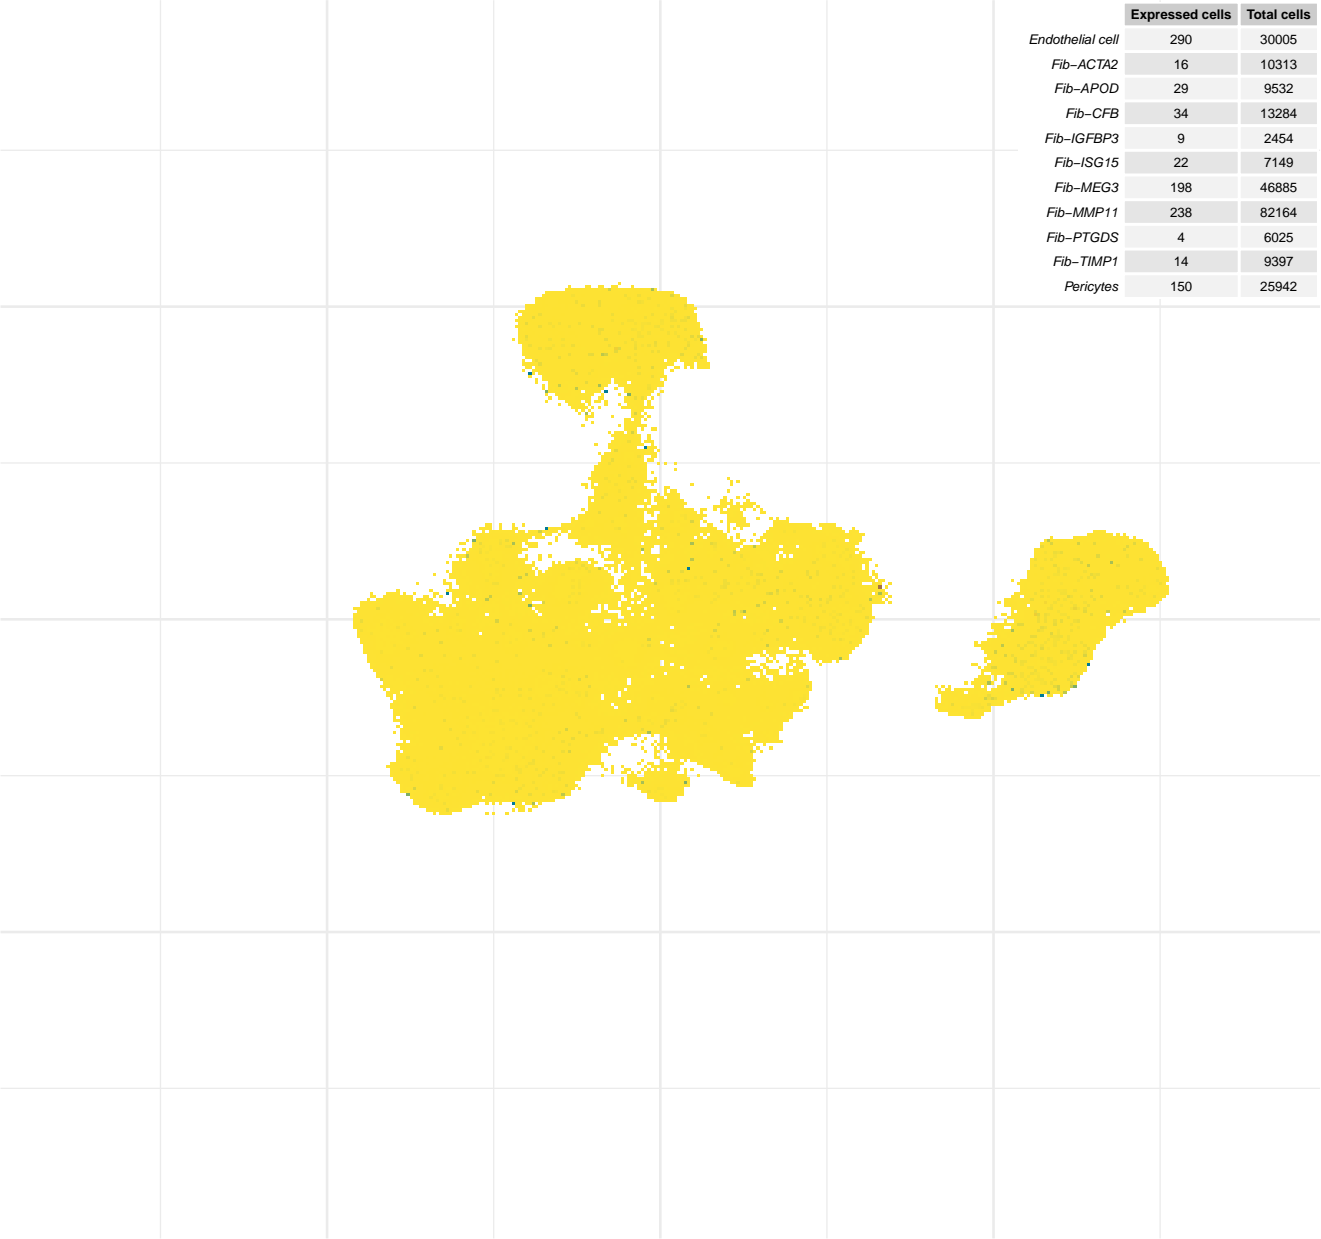 Expressed cells Total cells
Endothelial cell 290 30005
Fib−ACTA2 16 10313
Fib−APOD 29 9532
Fib−CFB 34 13284
Fib−IGFBP3 9 2454
Fib−ISG15 22 7149
Fib−MEG3 198 46885
Fib−MMP11 238 82164
Fib−PTGDS 4 6025
Fib−TIMP1 14 9397
Pericytes 150 25942